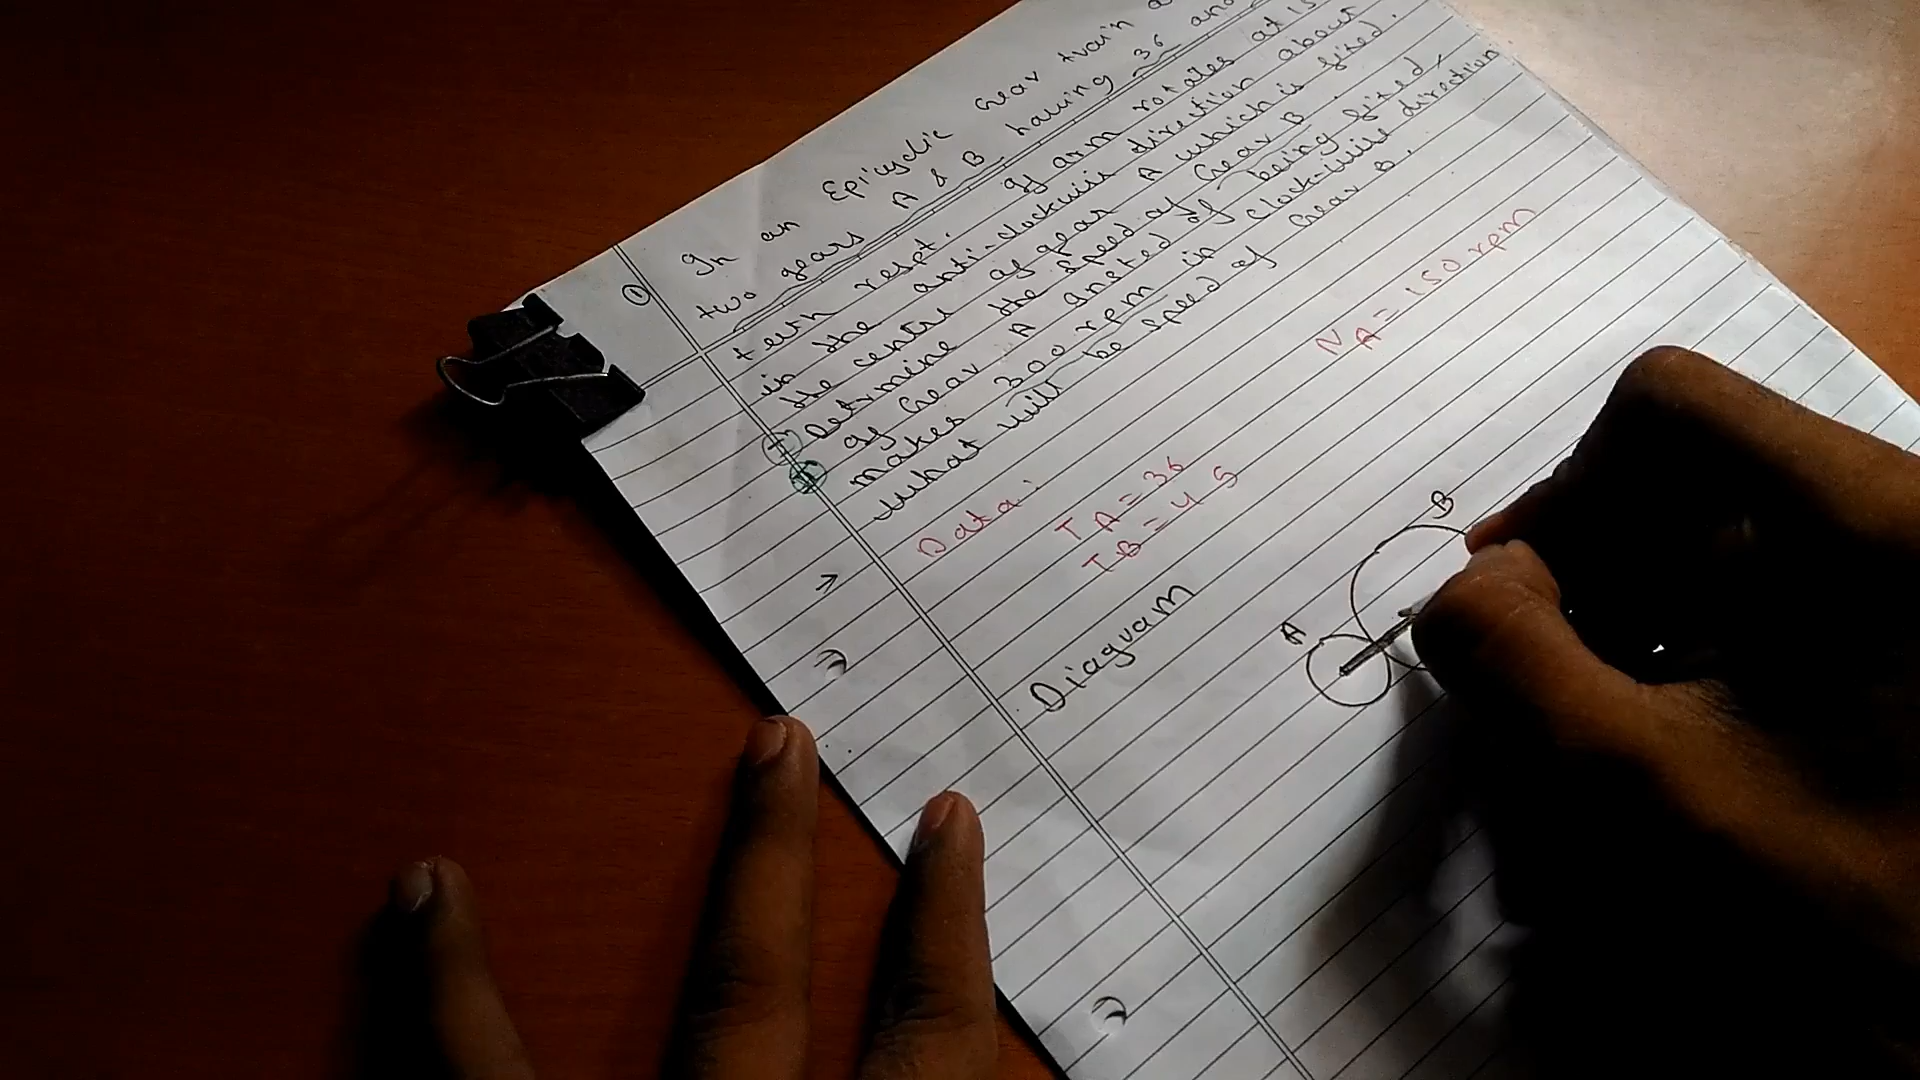 ①
In an Epicyclic Gear train a
two gears A & B having 36 and
teeth respt. If arm rotates at 15
in the anti-clockwise direction about
the centre of gear A which is fixed.
Determine the speed of Gear B.
If Gear A insted of being fixed,
makes 300 rpm in clock-wise direction
what will be speed of Gear B.
Data:
TA = 36
TB = 45
NA = 150 rpm
Diagram
A
B